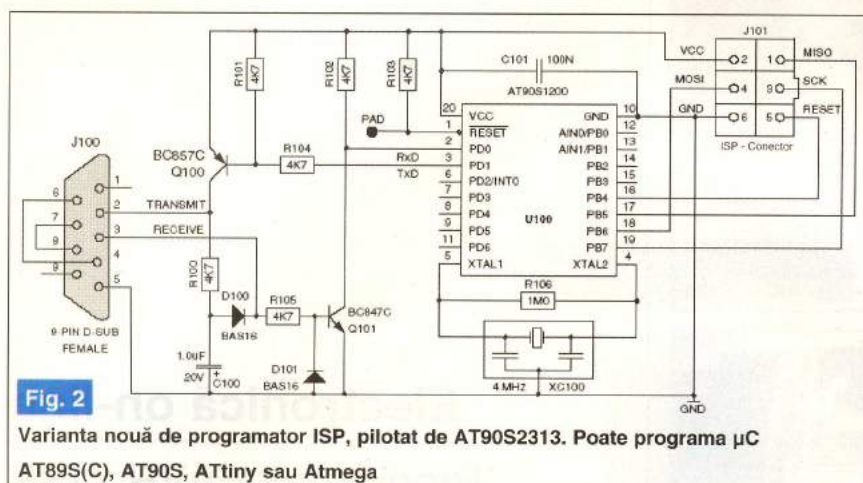 J101
VCC
2
1
MISO
MOSI
4
9
SCK
GND
6
5
RESET
ISP - Conector
C101
100N
AT90S1200
R101
4K7
R102
4K7
R103
4K7
PAD
J100
1
6
2
7
3
8
4
9
5
9-PIN D-SUB
FEMALE
TRANSMIT
RECEIVE
BC857C
Q100
R104
4K7
RxD
TxD
R100
4K7
D100
BAS16
R105
4K7
BC847C
Q101
D101
BAS16
1.0uF
20V
+
C100
20
VCC
1
RESET
2
PD0
3
PD1
6
PD2/INT0
7
PD3
8
PD4
9
PD5
11
PD6
5
XTAL1
U100
GND
10
AIN0/PB0
12
AIN1/PB1
13
PB2
14
PB3
15
PB4
16
PB5
17
PB6
18
PB7
19
XTAL2
4
R106
1M0
4 MHz
XC100
GND
Fig. 2
Varianta nouă de programator ISP, pilotat de AT90S2313. Poate programa µC
AT89S(C), AT90S, ATtiny sau Atmega